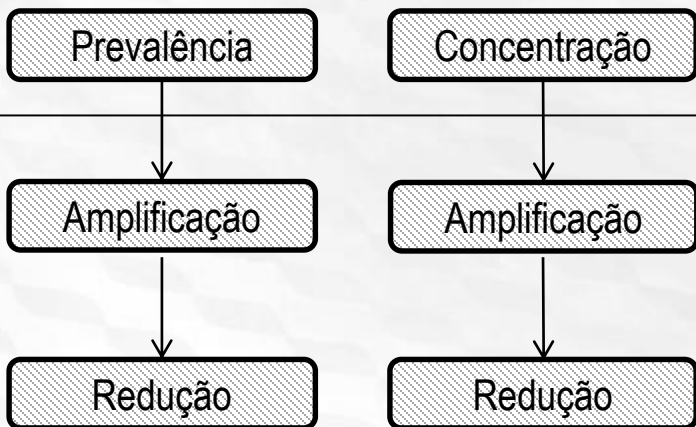 Prevalência
Concentração
Amplificação
Amplificação
Redução
Redução